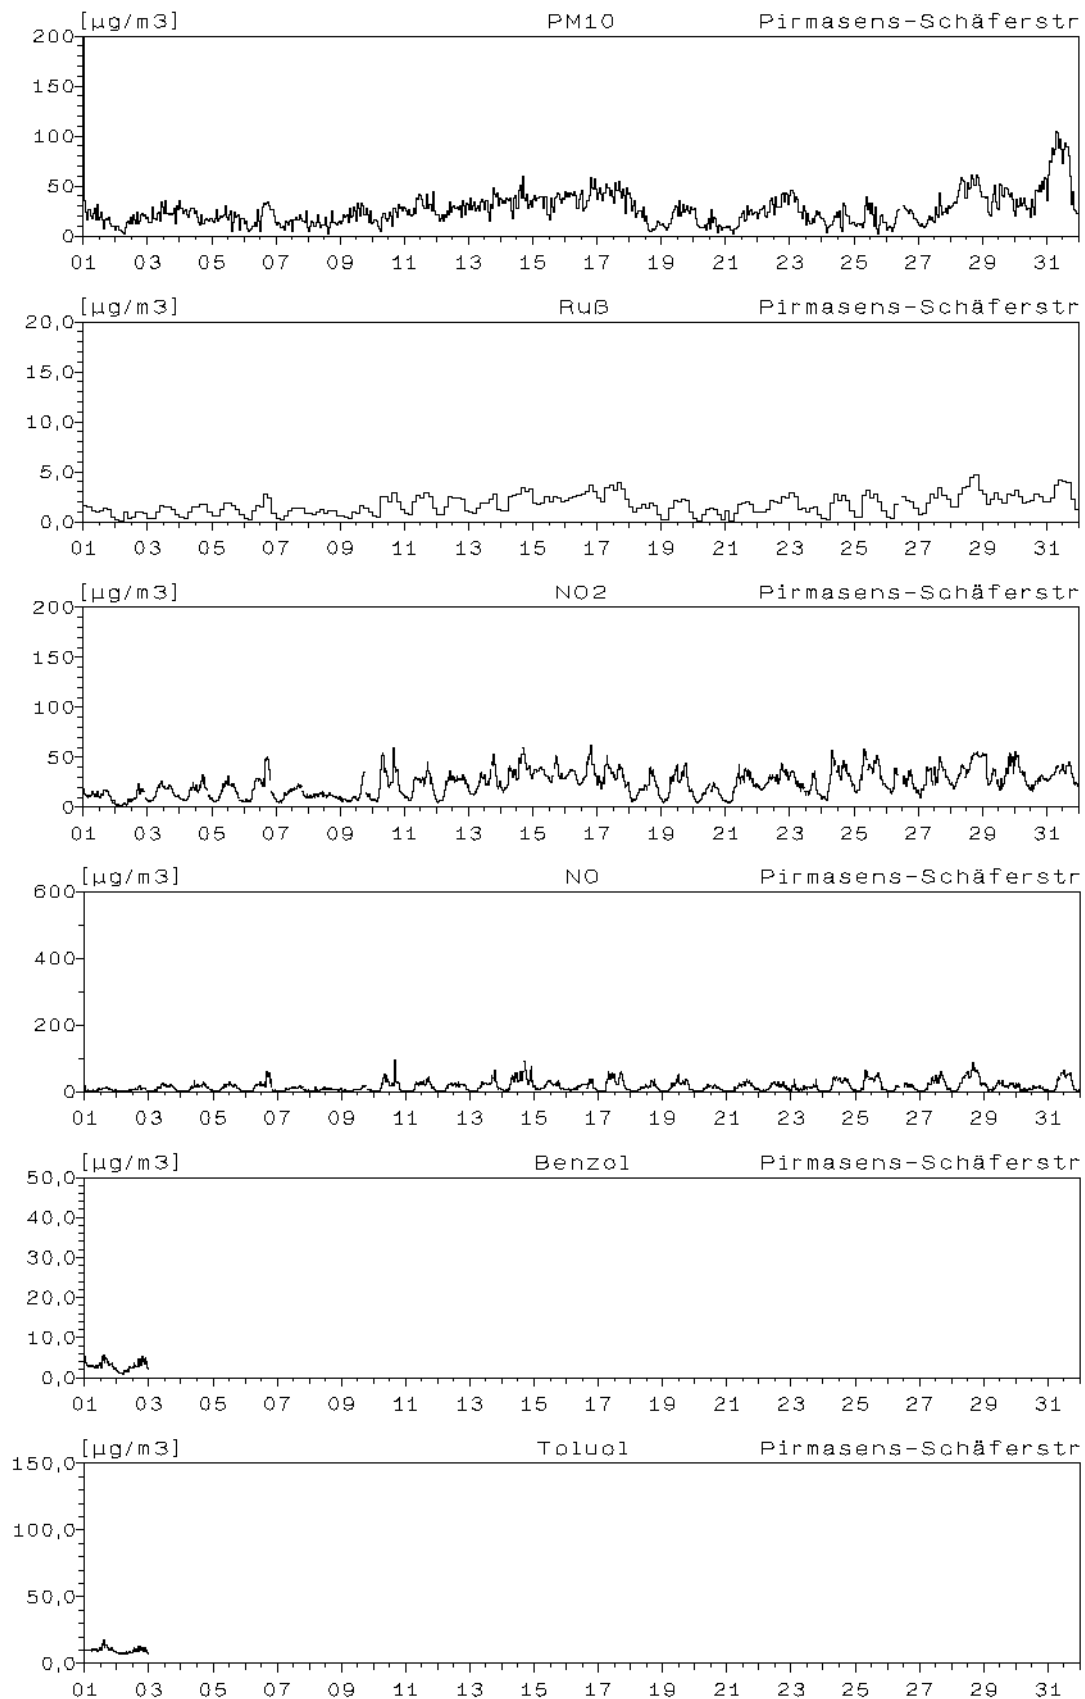 [µg/m3] PM10 Pirmasens-Schäferstr
200
150
100
50
0
01 03 05 07 09 11 13 15 17 19 21 23 25 27 29 31
[µg/m3] Ruß Pirmasens-Schäferstr
20,0
15,0
10,0
5,0
0,0
01 03 05 07 09 11 13 15 17 19 21 23 25 27 29 31
[µg/m3] NO2 Pirmasens-Schäferstr
200
150
100
50
0
01 03 05 07 09 11 13 15 17 19 21 23 25 27 29 31
[µg/m3] NO Pirmasens-Schäferstr
600
400
200
0
01 03 05 07 09 11 13 15 17 19 21 23 25 27 29 31
[µg/m3] Benzol Pirmasens-Schäferstr
50,0
40,0
30,0
20,0
10,0
0,0
01 03 05 07 09 11 13 15 17 19 21 23 25 27 29 31
[µg/m3] Toluol Pirmasens-Schäferstr
150,0
100,0
50,0
0,0
01 03 05 07 09 11 13 15 17 19 21 23 25 27 29 31